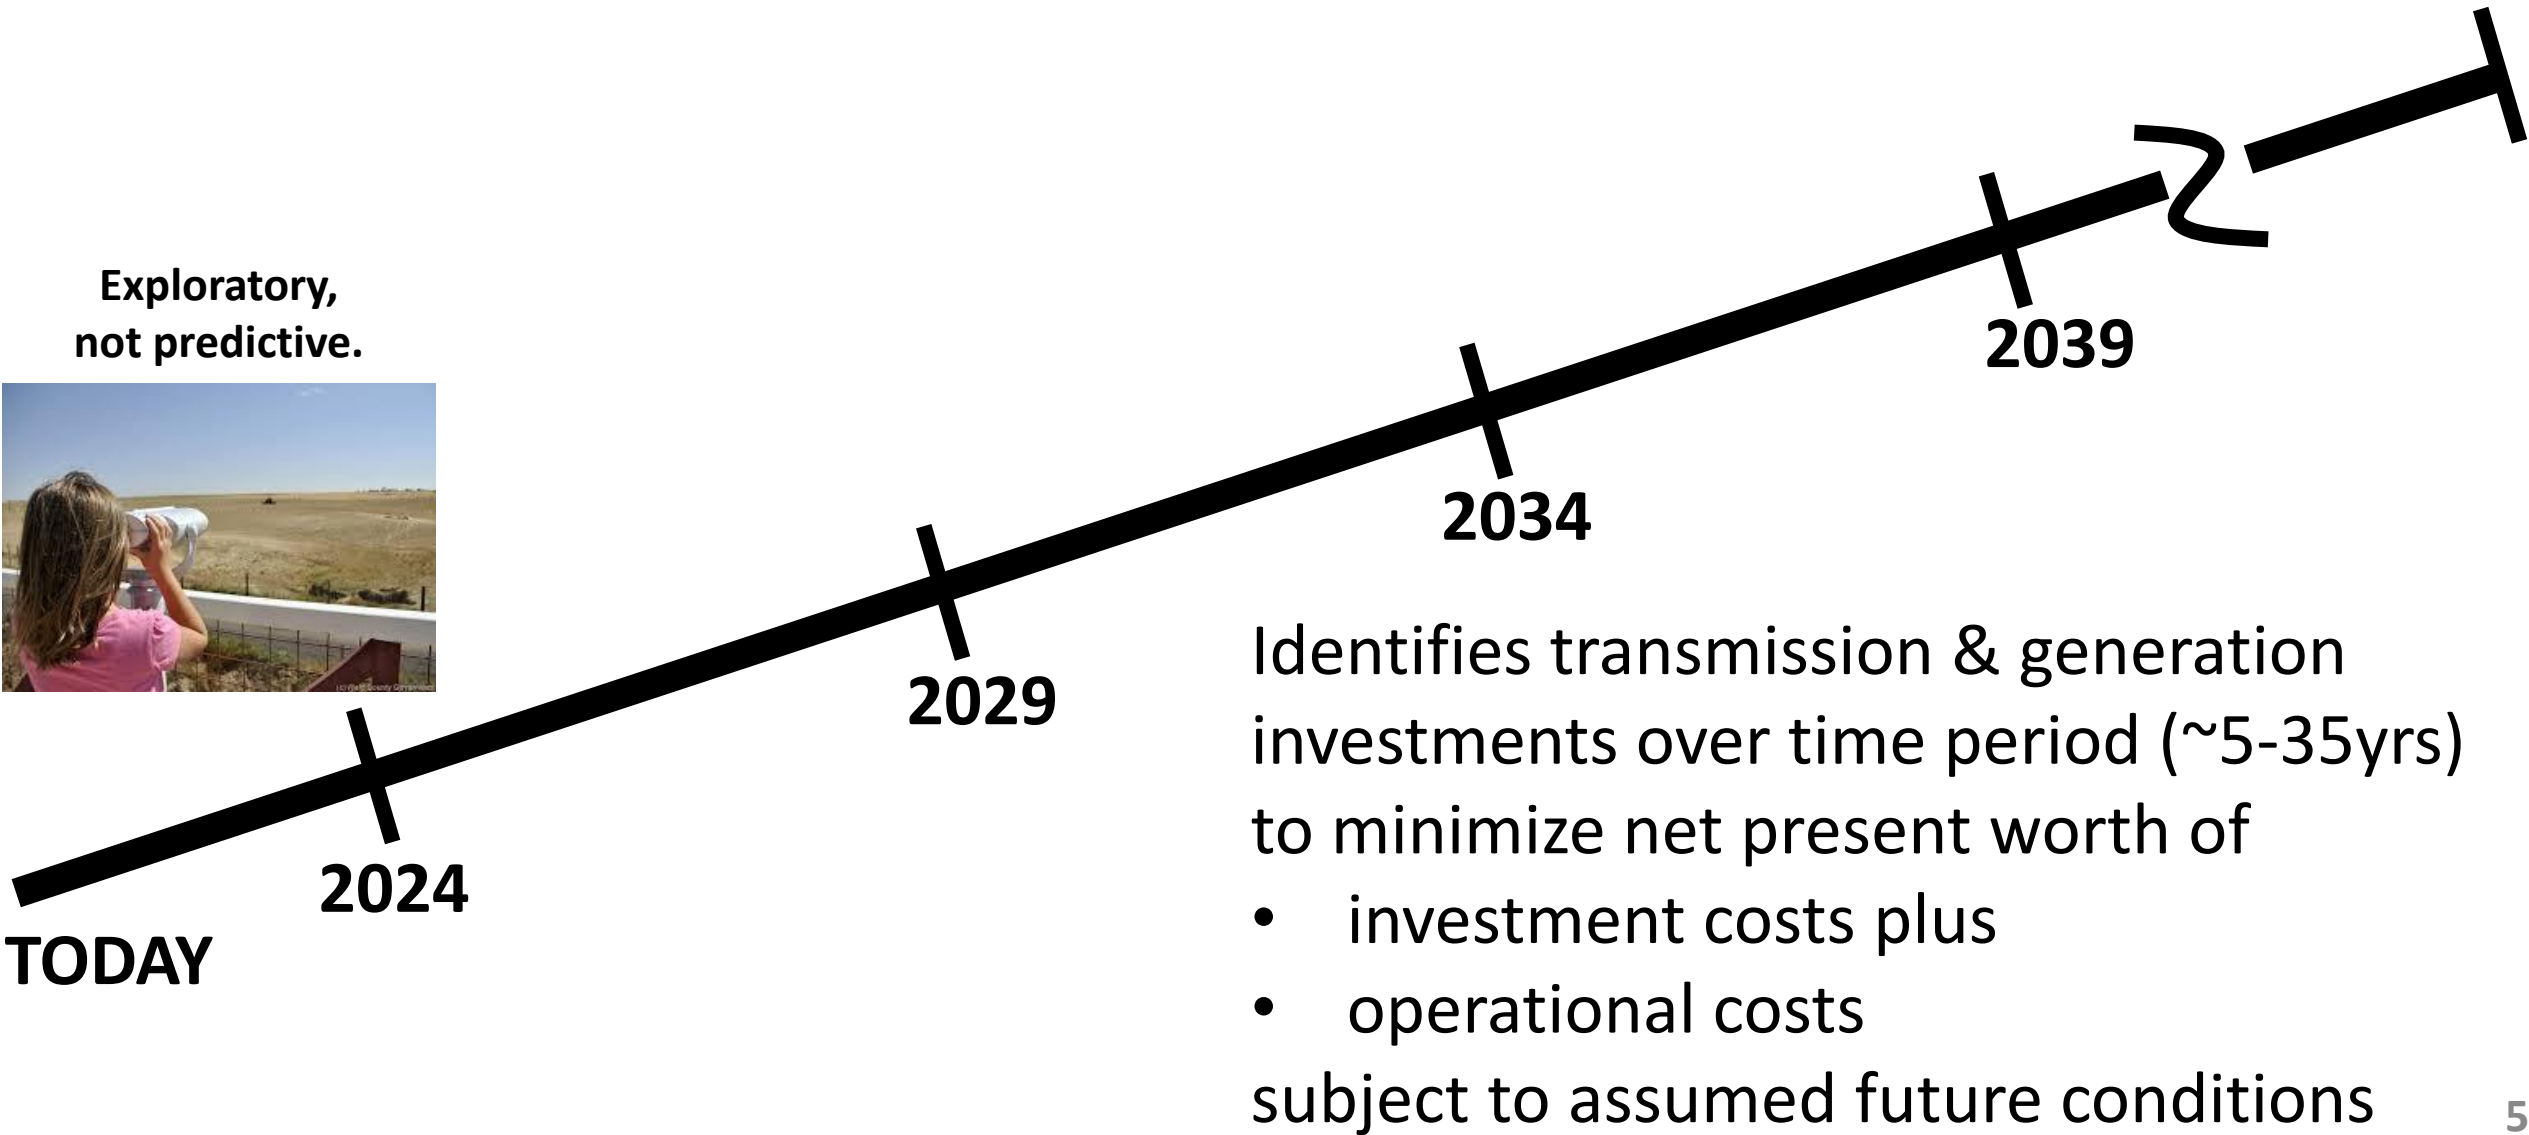 Exploratory,
not predictive.
2039
2034
2029
2024
TODAY
Identifies transmission & generation
investments over time period (~5-35yrs)
to minimize net present worth of
• investment costs plus
• operational costs
subject to assumed future conditions
5